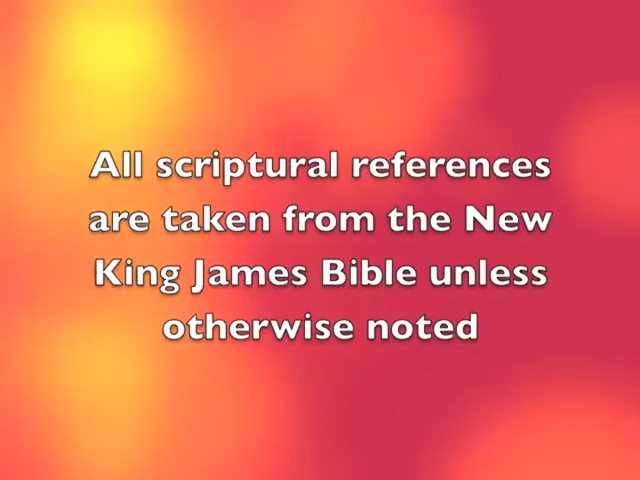 All scriptural references
are taken from the New
King James Bible unless
otherwise noted